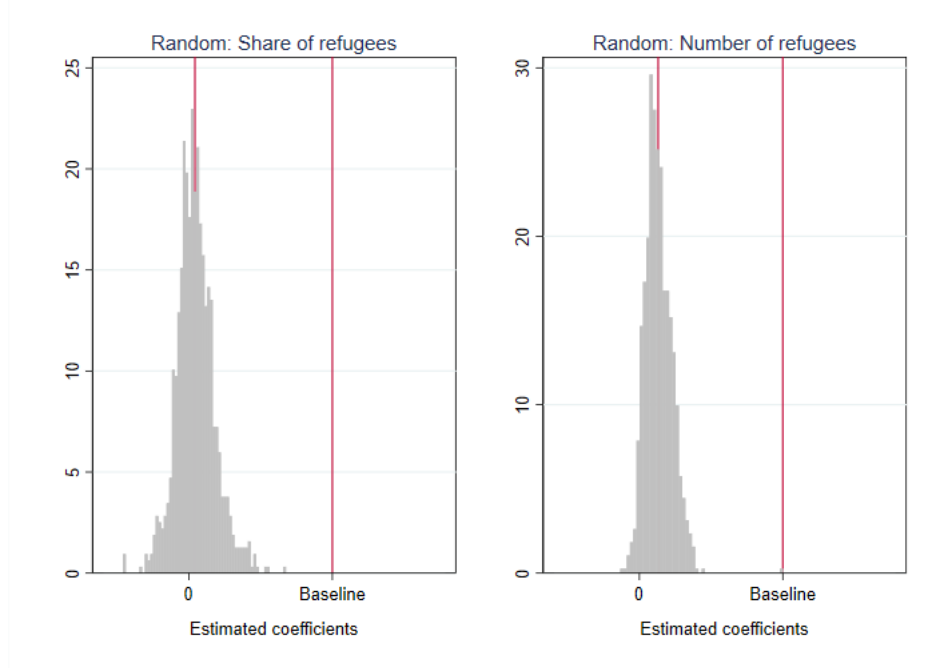 Random: Share of refugees
25
20
15
10
5
0
0 Baseline
Estimated coefficients
Random: Number of refugees
30
20
10
0
0 Baseline
Estimated coefficients